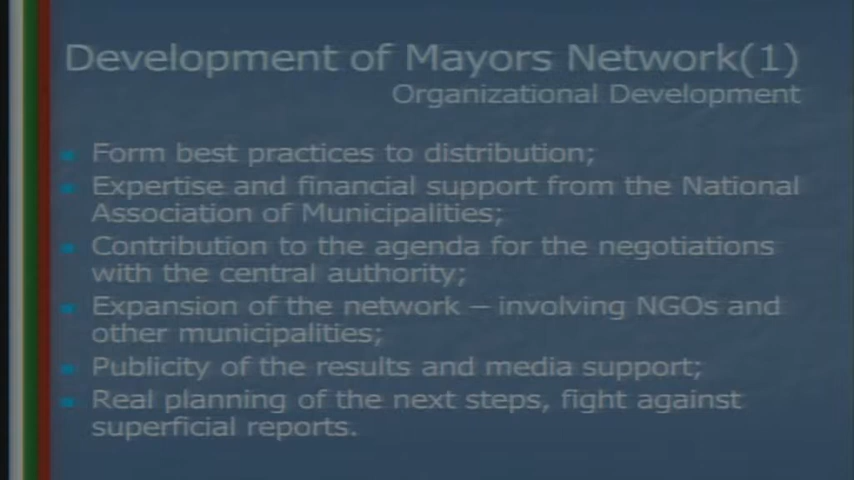 Development of Mayors Network(1)
Organizational Development
Form best practices to distribution;
Expertise and financial support from the National
Association of Municipalities;
Contribution to the agenda for the negotiations
with the central authority;
Expansion of the network – involving NGOs and
other municipalities;
Publicity of the results and media support;
Real planning of the next steps, fight against
superficial reports.